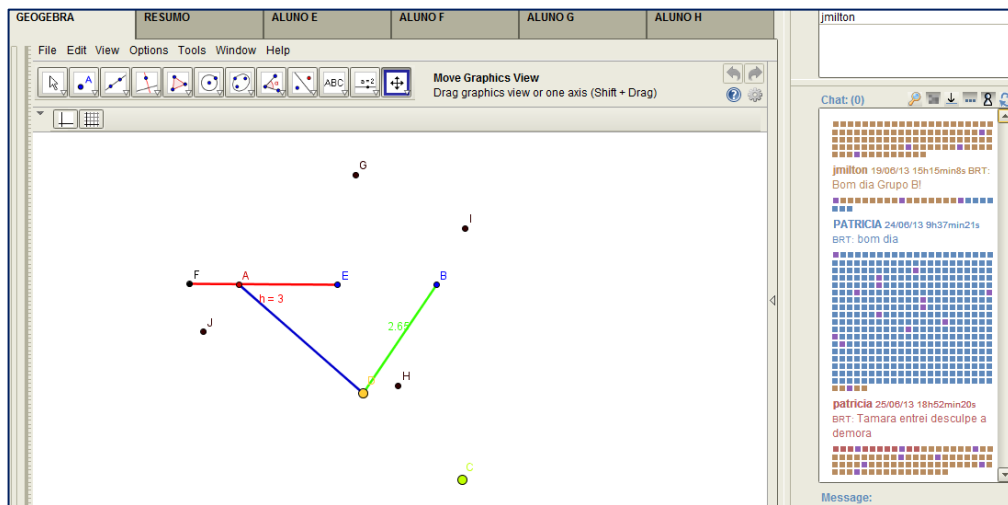 GEOGEBRA RESUMO ALUNO E ALUNO F ALUNO G ALUNO H
File Edit View Options Tools Window Help
A ABC a=2
Move Graphics View
Drag graphics view or one axis (Shift + Drag)
G
I
F A E B
h = 3
J
2.65
D
H
C
jmilton
Chat: (0)
jmilton 19/06/13 15h15min8s BRT:
Bom dia Grupo B!
PATRICIA 24/06/13 9h37min21s
BRT: bom dia
patricia 25/06/13 18h52min20s
BRT: Tamara entrei desculpe a
demora
Message: